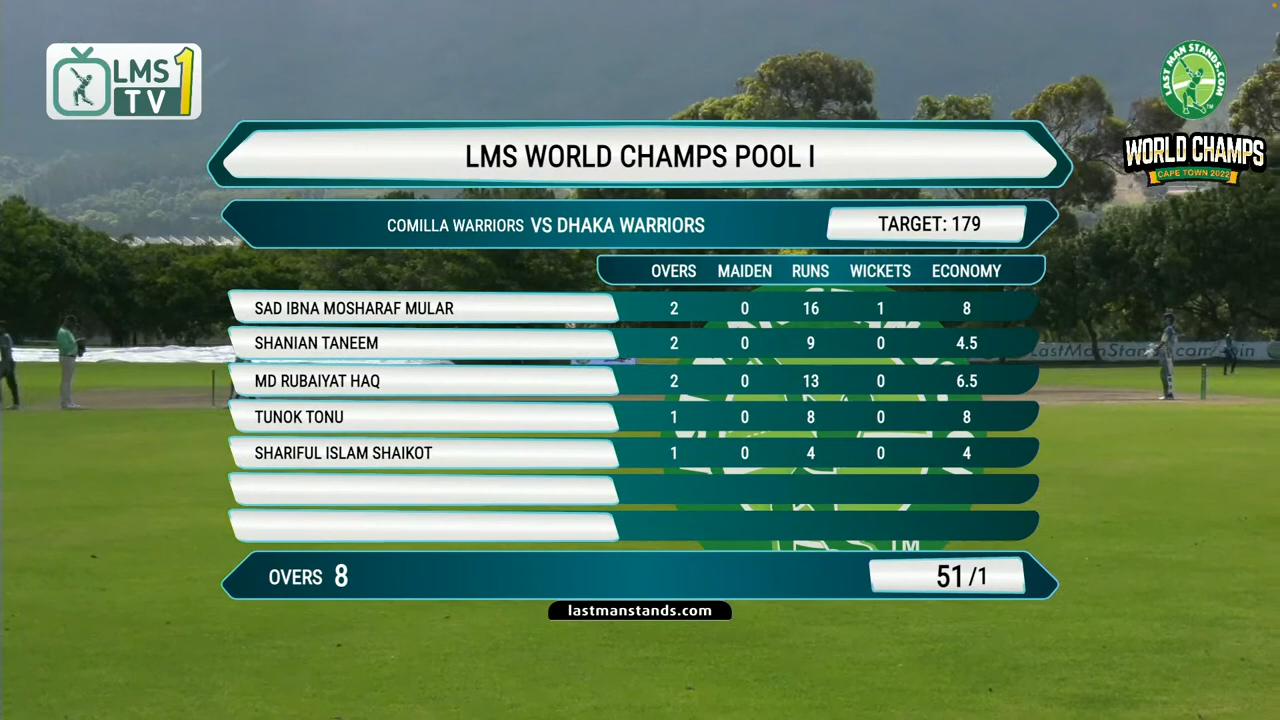 LMS 1
TV
LAST MAN STANDS.COM
TM
WORLD CHAMPS
CAPE TOWN 2022
LMS WORLD CHAMPS POOL I
COMILLA WARRIORS VS DHAKA WARRIORS TARGET: 179
OVERS MAIDEN RUNS WICKETS ECONOMY
SAD IBNA MOSHARAF MULAR 2 0 16 1 8
SHANIAN TANEEM 2 0 9 0 4.5
MD RUBAIYAT HAQ 2 0 13 0 6.5
TUNOK TONU 1 0 8 0 8
SHARIFUL ISLAM SHAIKOT 1 0 4 0 4
TM
OVERS 8 51/1
lastmanstands.com